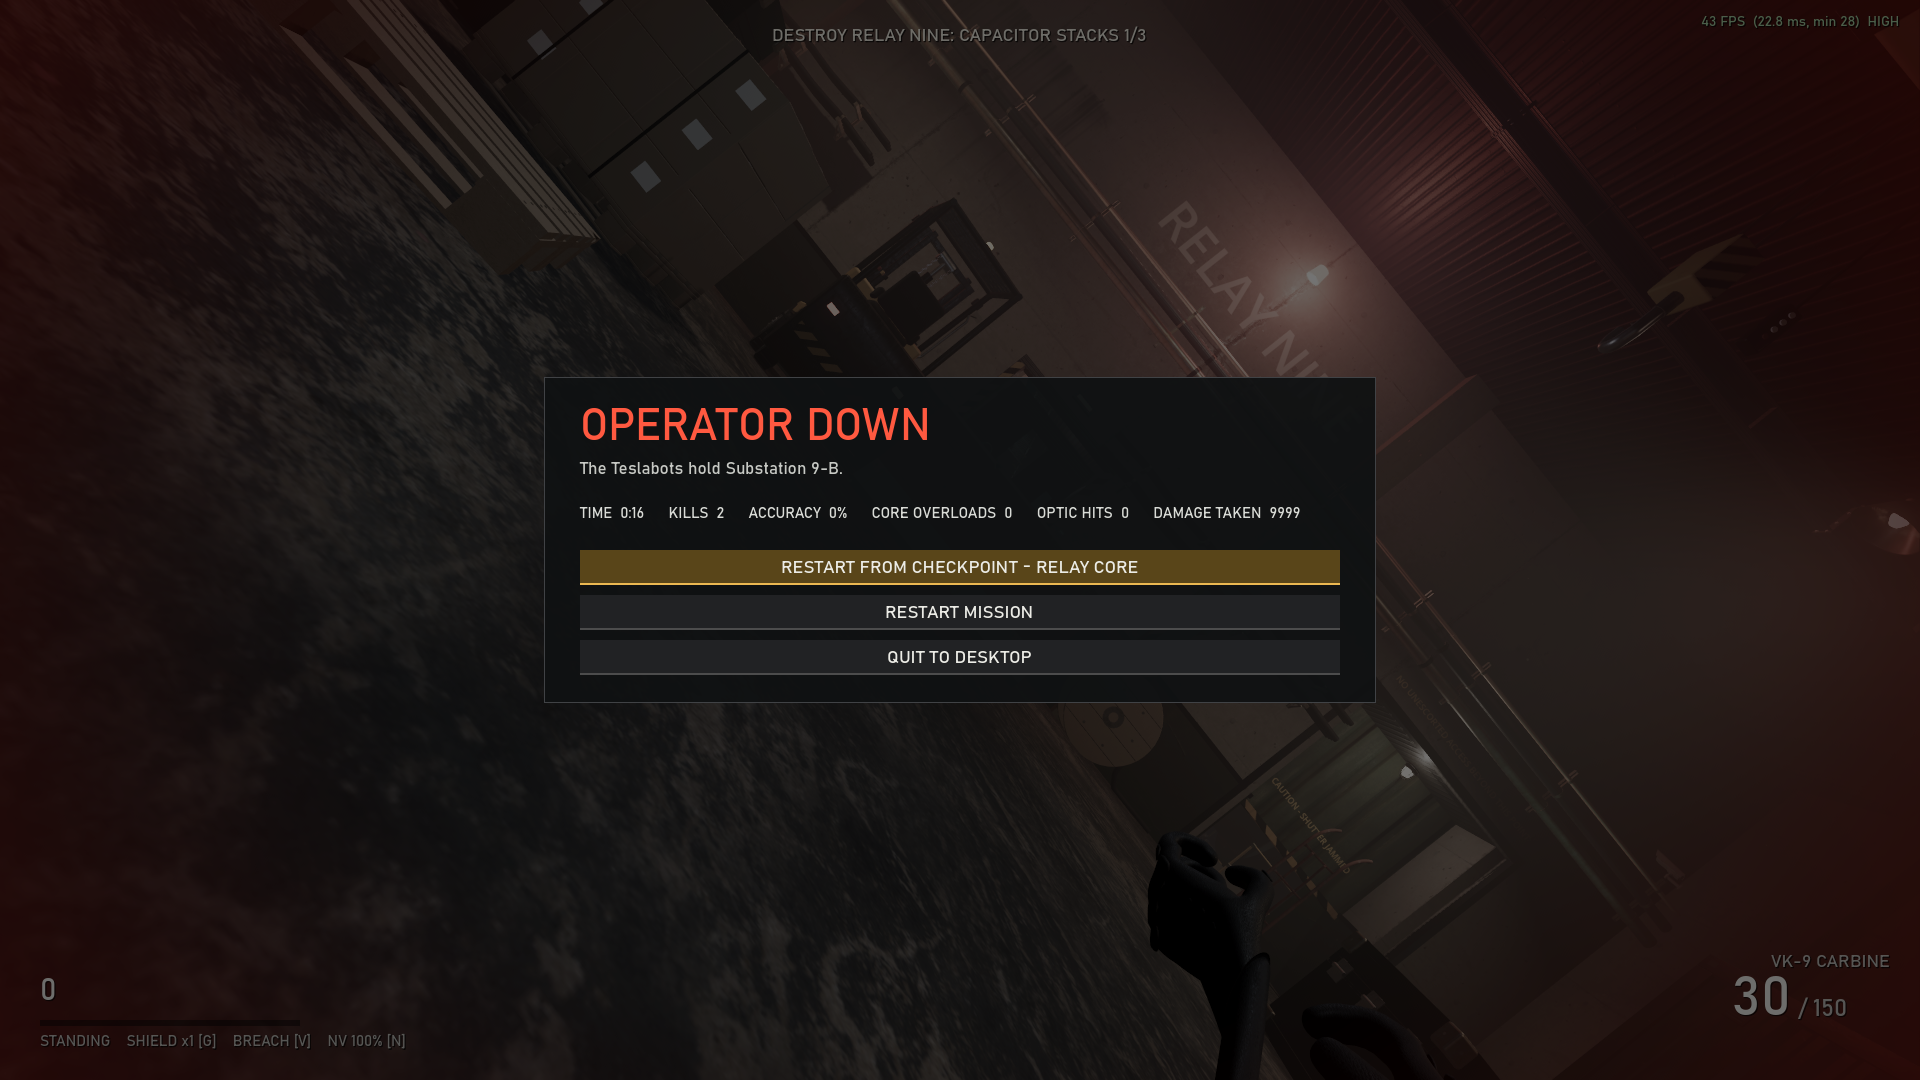 DESTROY RELAY NINE: CAPACITOR STACKS 1/3
43 FPS (22.8 ms, min 28) HIGH
RELAY NI
OPERATOR DOWN
The Teslabots hold Substation 9-B.
TIME 0:16 KILLS 2 ACCURACY 0% CORE OVERLOADS 0 OPTIC HITS 0 DAMAGE TAKEN 9999
RESTART FROM CHECKPOINT - RELAY CORE
RESTART MISSION
QUIT TO DESKTOP
CAUTION - SHUTTER JAMMED
VK-9 CARBINE
30 / 150
0
STANDING SHIELD x1 [G] BREACH [V] NV 100% [N]